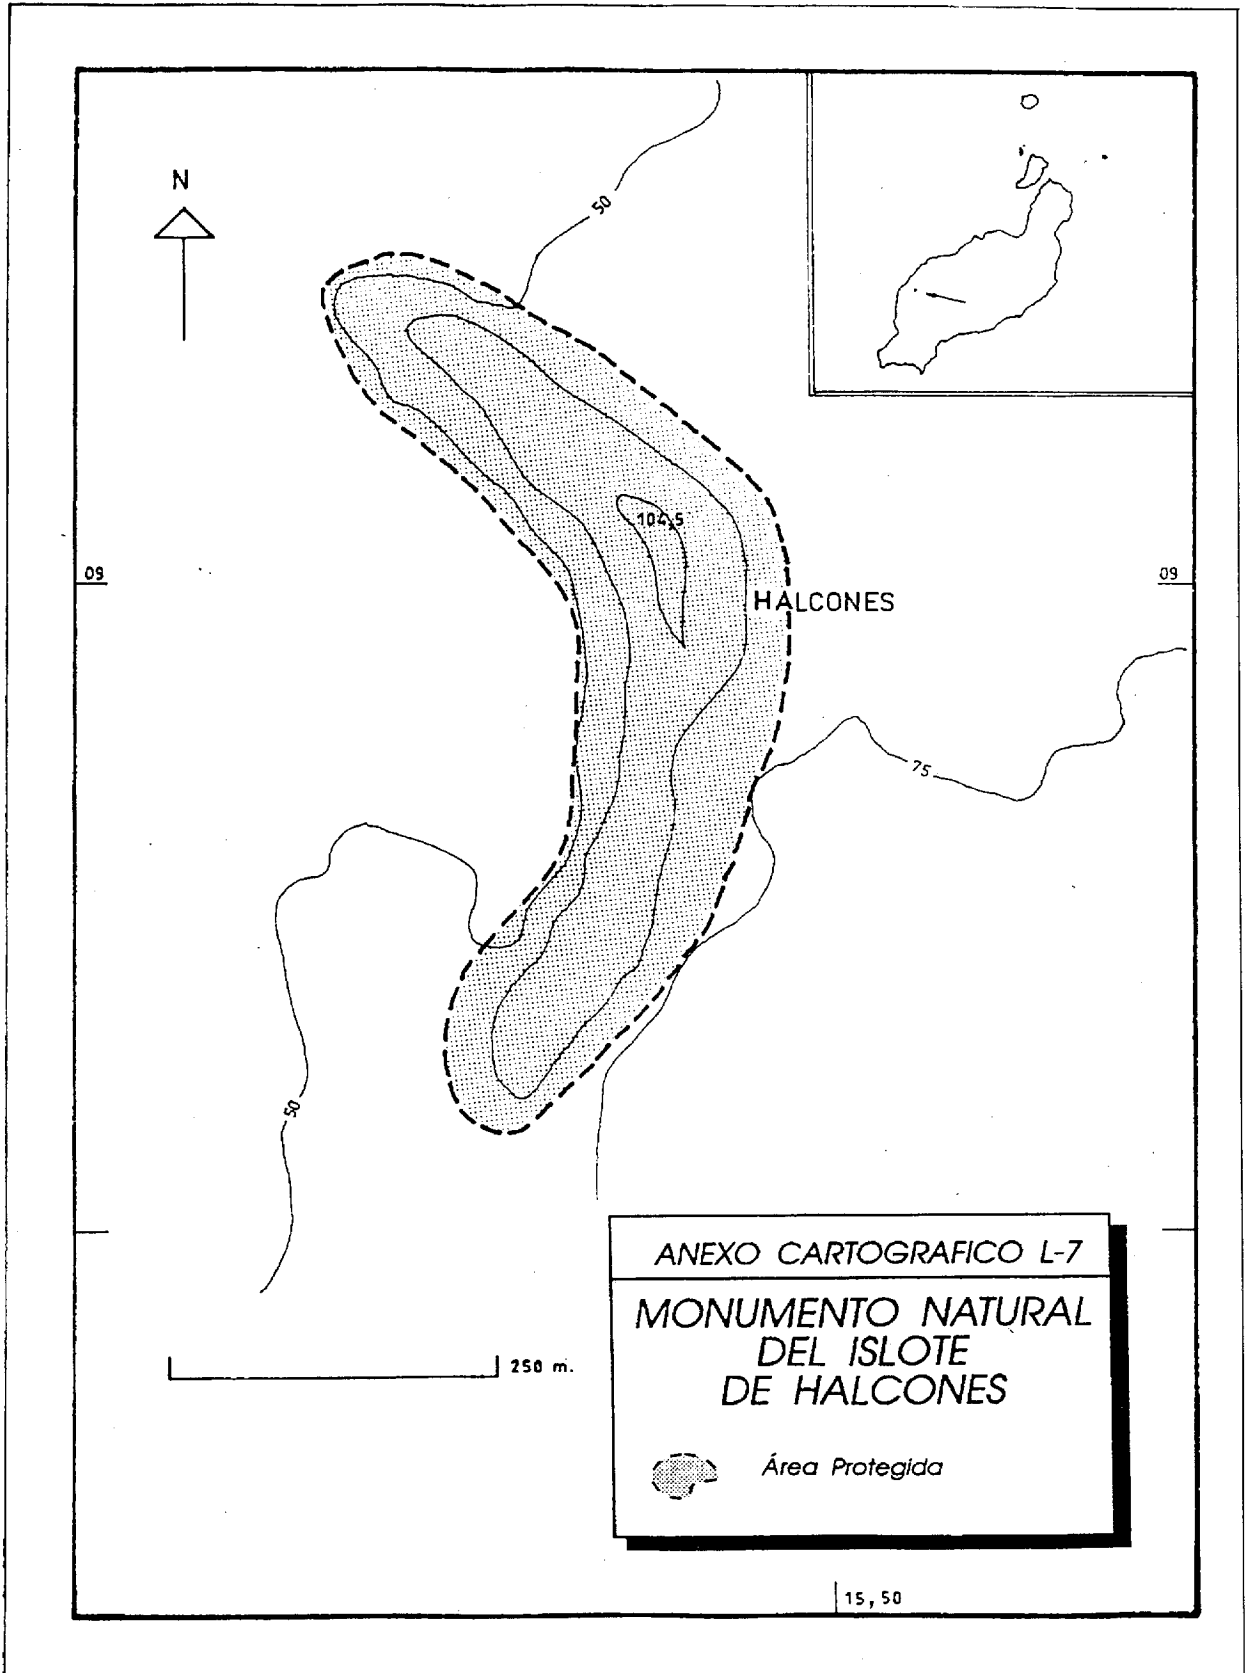 N
50
104,5
09
09
HALCONES
75
50
ANEXO CARTOGRAFICO L-7
MONUMENTO NATURAL
DEL ISLOTE
DE HALCONES
250 m.
Área Protegida
15,50